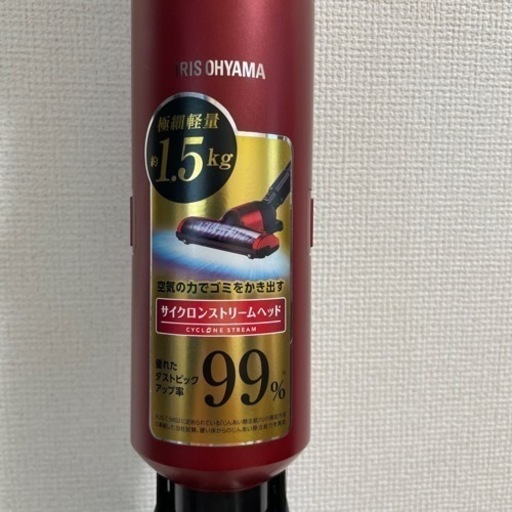 IRIS OHYAMA
極細軽量
約1.5kg
空気の力でゴミをかき出す
サイクロンストリームヘッド
CYCLONE STREAM
優れた
ダストピック
アップ率
99%